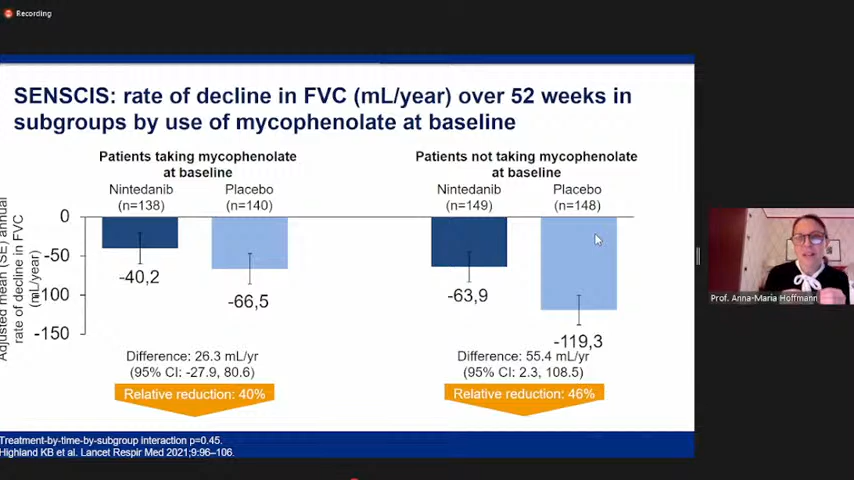 Recording
SENSCIS: rate of decline in FVC (mL/year) over 52 weeks in
subgroups by use of mycophenolate at baseline
Patients taking mycophenolate
at baseline
Nintedanib
(n=138)
Placebo
(n=140)
Patients not taking mycophenolate
at baseline
Nintedanib
(n=149)
Placebo
(n=148)
Adjusted mean (SE) annual
rate of decline in FVC
(mL/year)
0
-50
-100
-150
-40,2
-66,5
-63,9
-119,3
Difference: 26.3 mL/yr
(95% CI: -27.9, 80.6)
Relative reduction: 40%
Difference: 55.4 mL/yr
(95% CI: 2.3, 108.5)
Relative reduction: 46%
Treatment-by-time-by-subgroup interaction p=0.45.
Highland KB et al. Lancet Respir Med 2021;9:96–106.
Prof. Anna-Maria Hoffmann